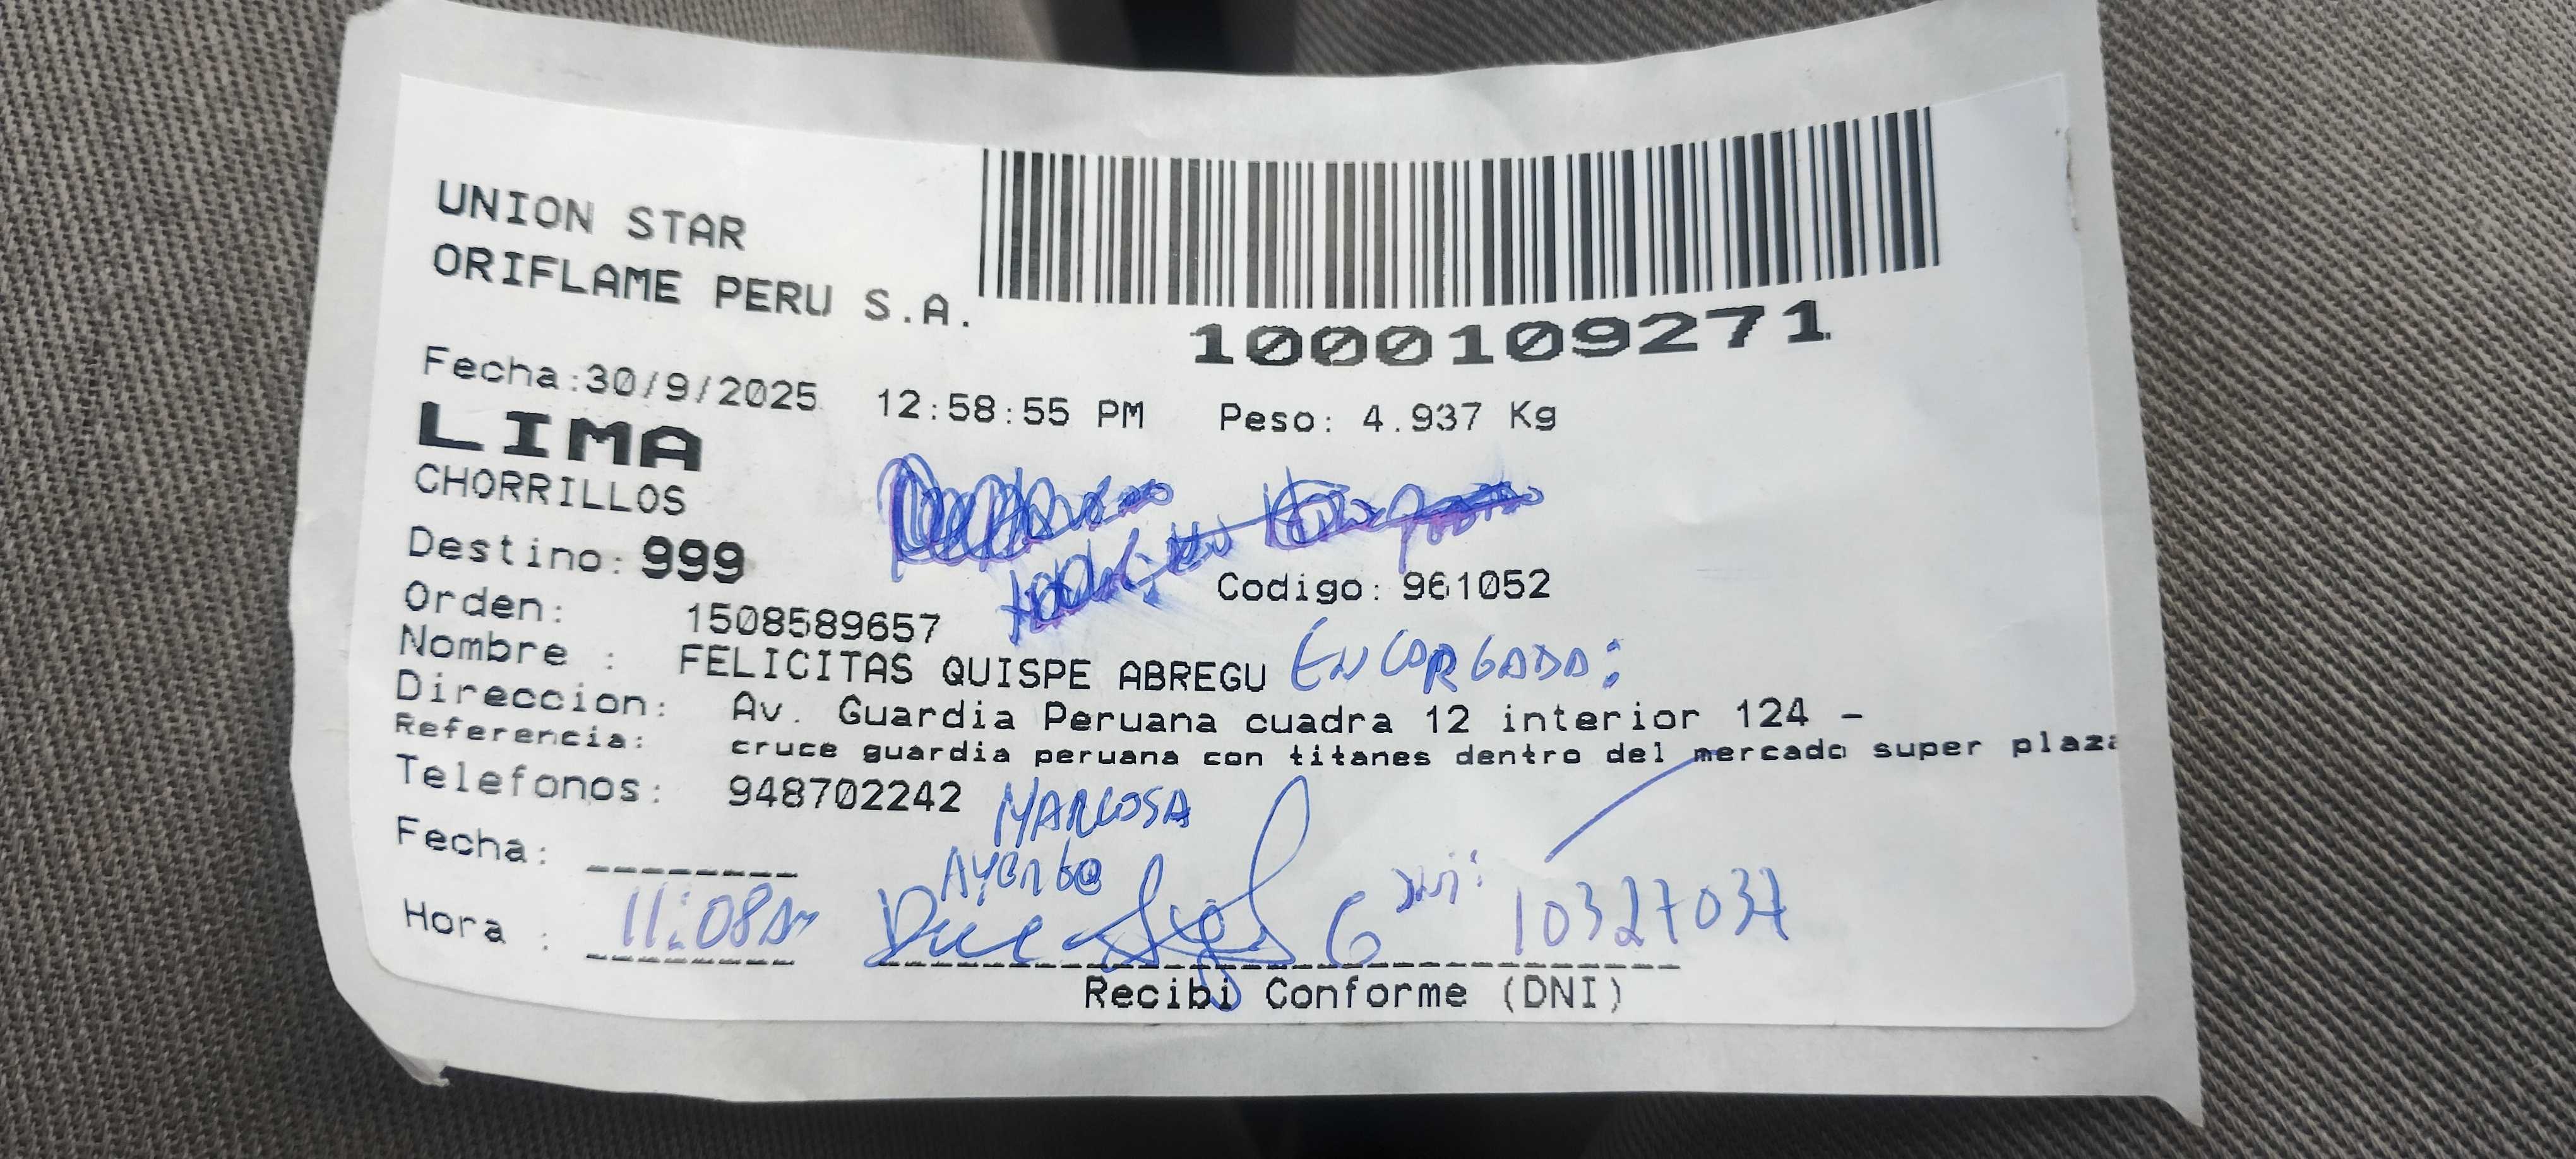 UNION STAR
ORIFLAME PERU S.A.
1000109271
Fecha:30/9/2025 12:58:55 PM Peso: 4.937 Kg
LIMA
CHORRILLOS
Destino: 999
Codigo: 961052
Orden: 1508589657
Nombre : FELICITAS QUISPE ABREGU ENCARGADA:
Direccion: Av. Guardia Peruana cuadra 12 interior 124 -
Referencia: cruce guardia peruana con titanes dentro del mercado super plaza
Telefonos: 948702242
Fecha:
Hora : 11:08AM DNI: 10327037
Recibi Conforme (DNI)